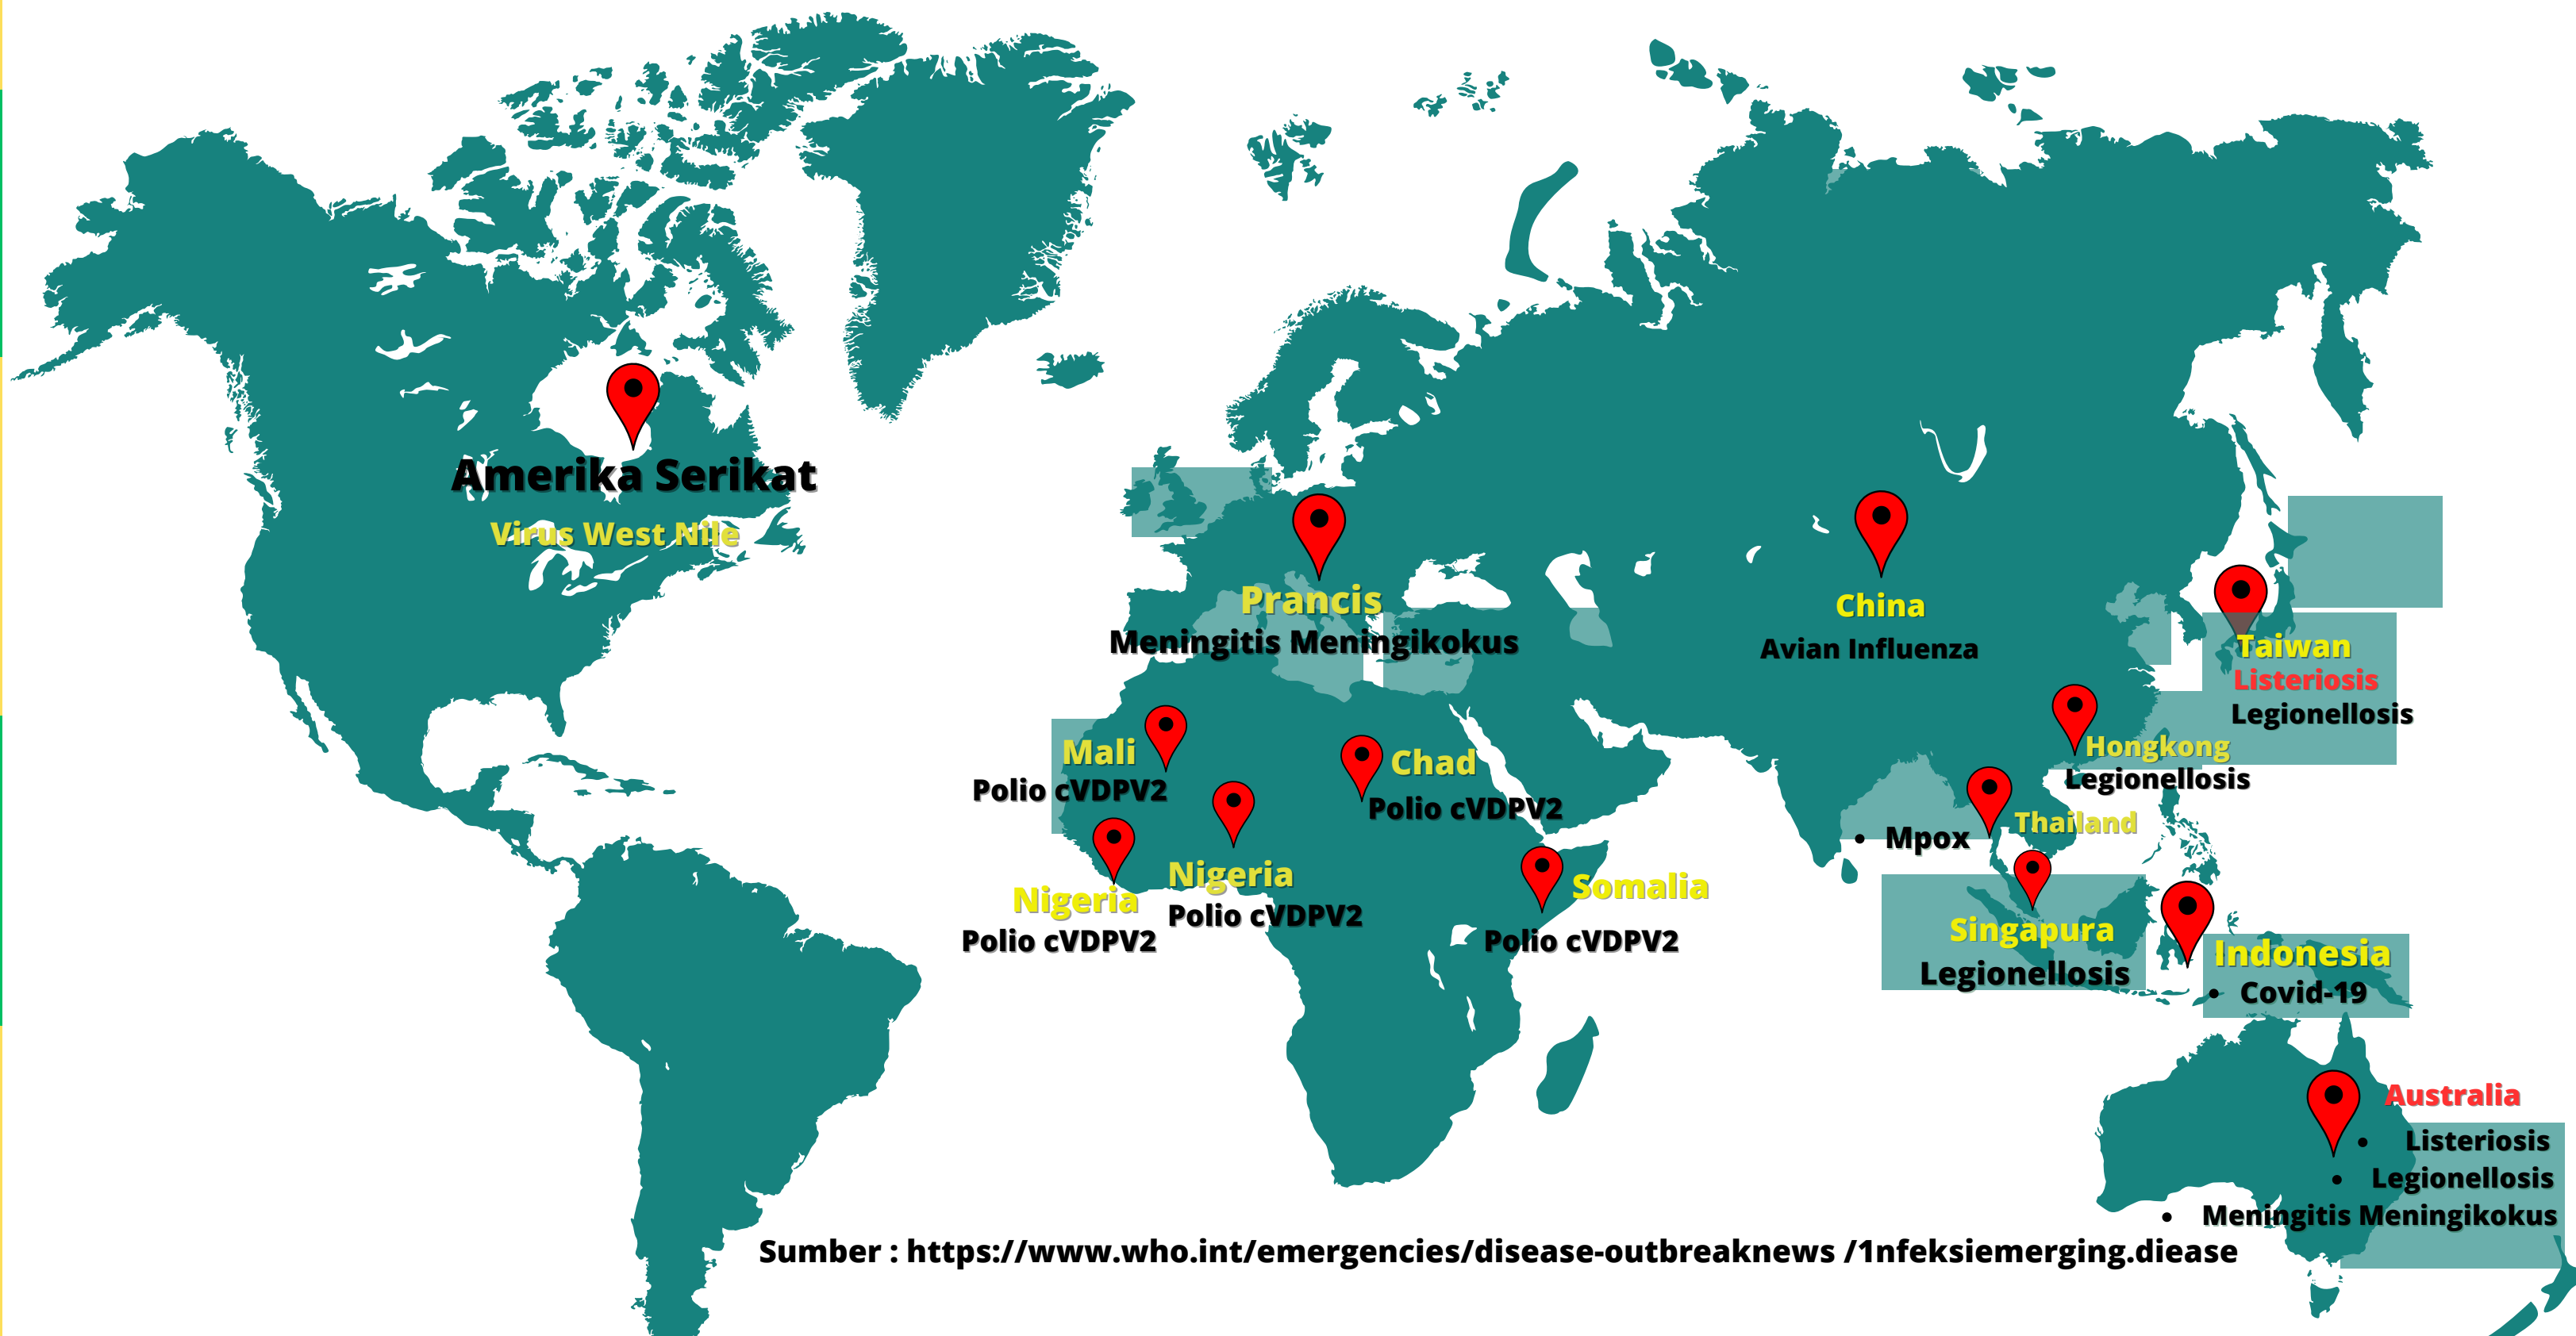 Amerika Serikat
Virus West Nile
Prancis
Meningitis Meningikokus
China
Avian Influenza
Taiwan
Listeriosis
Legionellosis
Hongkong
Legionellosis
Mali
Polio cVDPV2
Chad
Polio cVDPV2
Thailand
• Mpox
Nigeria
Polio cVDPV2
Nigeria
Polio cVDPV2
Somalia
Polio cVDPV2
Singapura
Legionellosis
Indonesia
• Covid-19
Australia
• Listeriosis
• Legionellosis
• Meningitis Meningikokus
Sumber : https://www.who.int/emergencies/disease-outbreaknews /1nfeksiemerging.diease